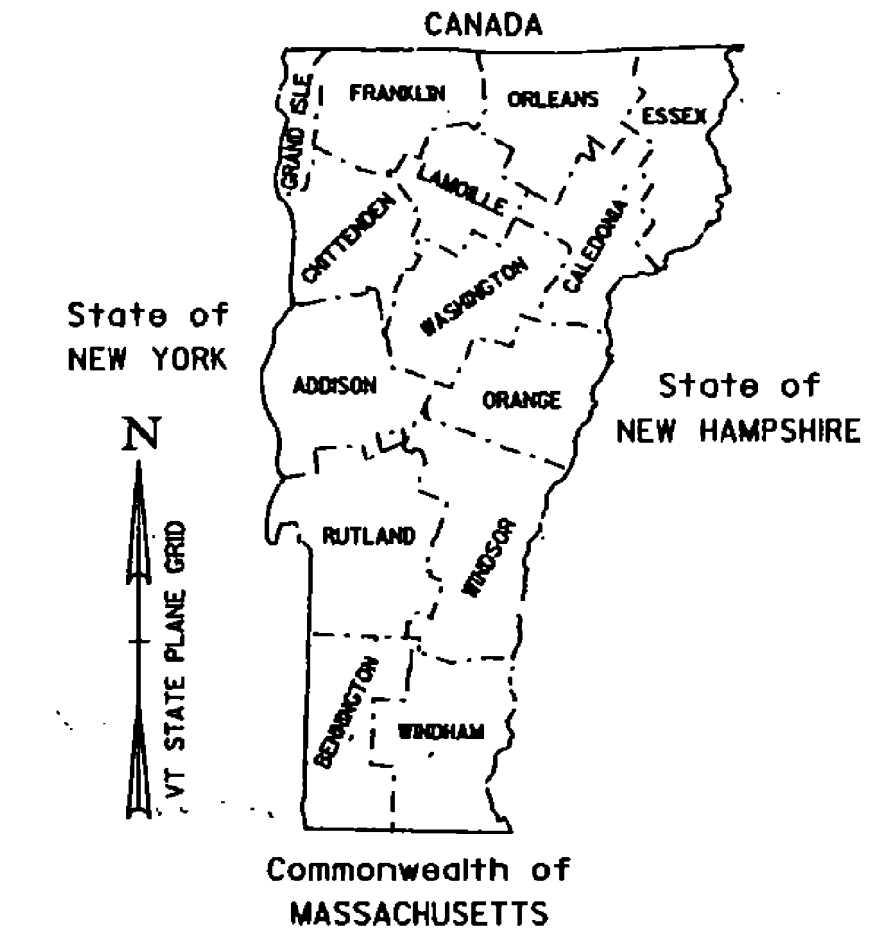 CANADA
GRAND ISLE
FRANKLIN
ORLEANS
ESSEX
LAMOILLE
CHITTENDEN
CALEDONIA
WASHINGTON
State of
NEW YORK
ADDISON
ORANGE
State of
NEW HAMPSHIRE
N
VT STATE PLANE GRID
RUTLAND
WINDSOR
BENNINGTON
WINDHAM
Commonwealth of
MASSACHUSETTS